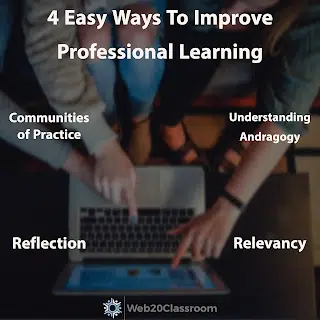 4 Easy Ways To Improve
Professional Learning
Communities
of Practice
Understanding
Andragogy
Reflection
Relevancy
Web20Classroom